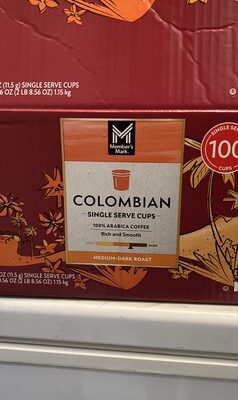 (11.5 g) SINGLE SERVE CUPS
6 OZ (2 LB 8.56 OZ) 1.15 kg
M
Member's
Mark
100
CUPS
COLOMBIAN
SINGLE SERVE CUPS
100% ARABICA COFFEE
Rich and Smooth
DARK
MEDIUM-DARK ROAST
OZ (11.5 g) SINGLE SERVE CUPS
.56 OZ (2 LB 8.56 OZ) 1.15 kg